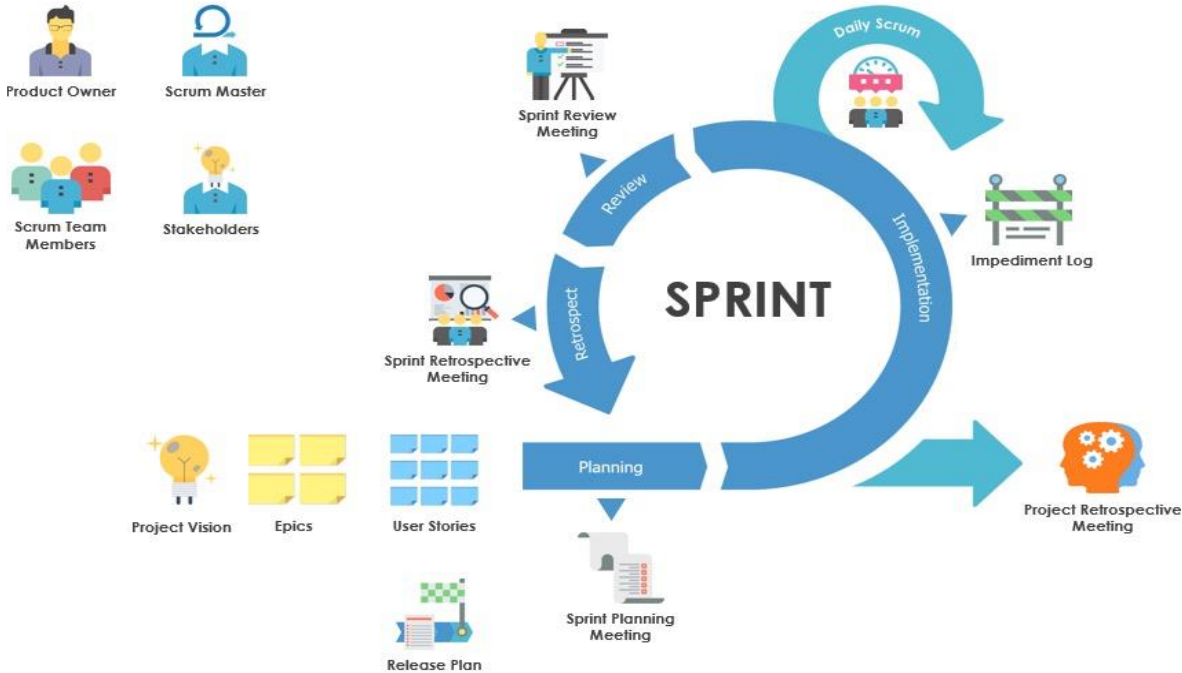 Product Owner
Scrum Master
Scrum Team
Members
Stakeholders
Sprint Review
Meeting
Daily Scrum
Review
Implementation
Impediment Log
SPRINT
Retrospect
Sprint Retrospective
Meeting
Project Vision
Epics
User Stories
Planning
Project Retrospective
Meeting
Sprint Planning
Meeting
Release Plan